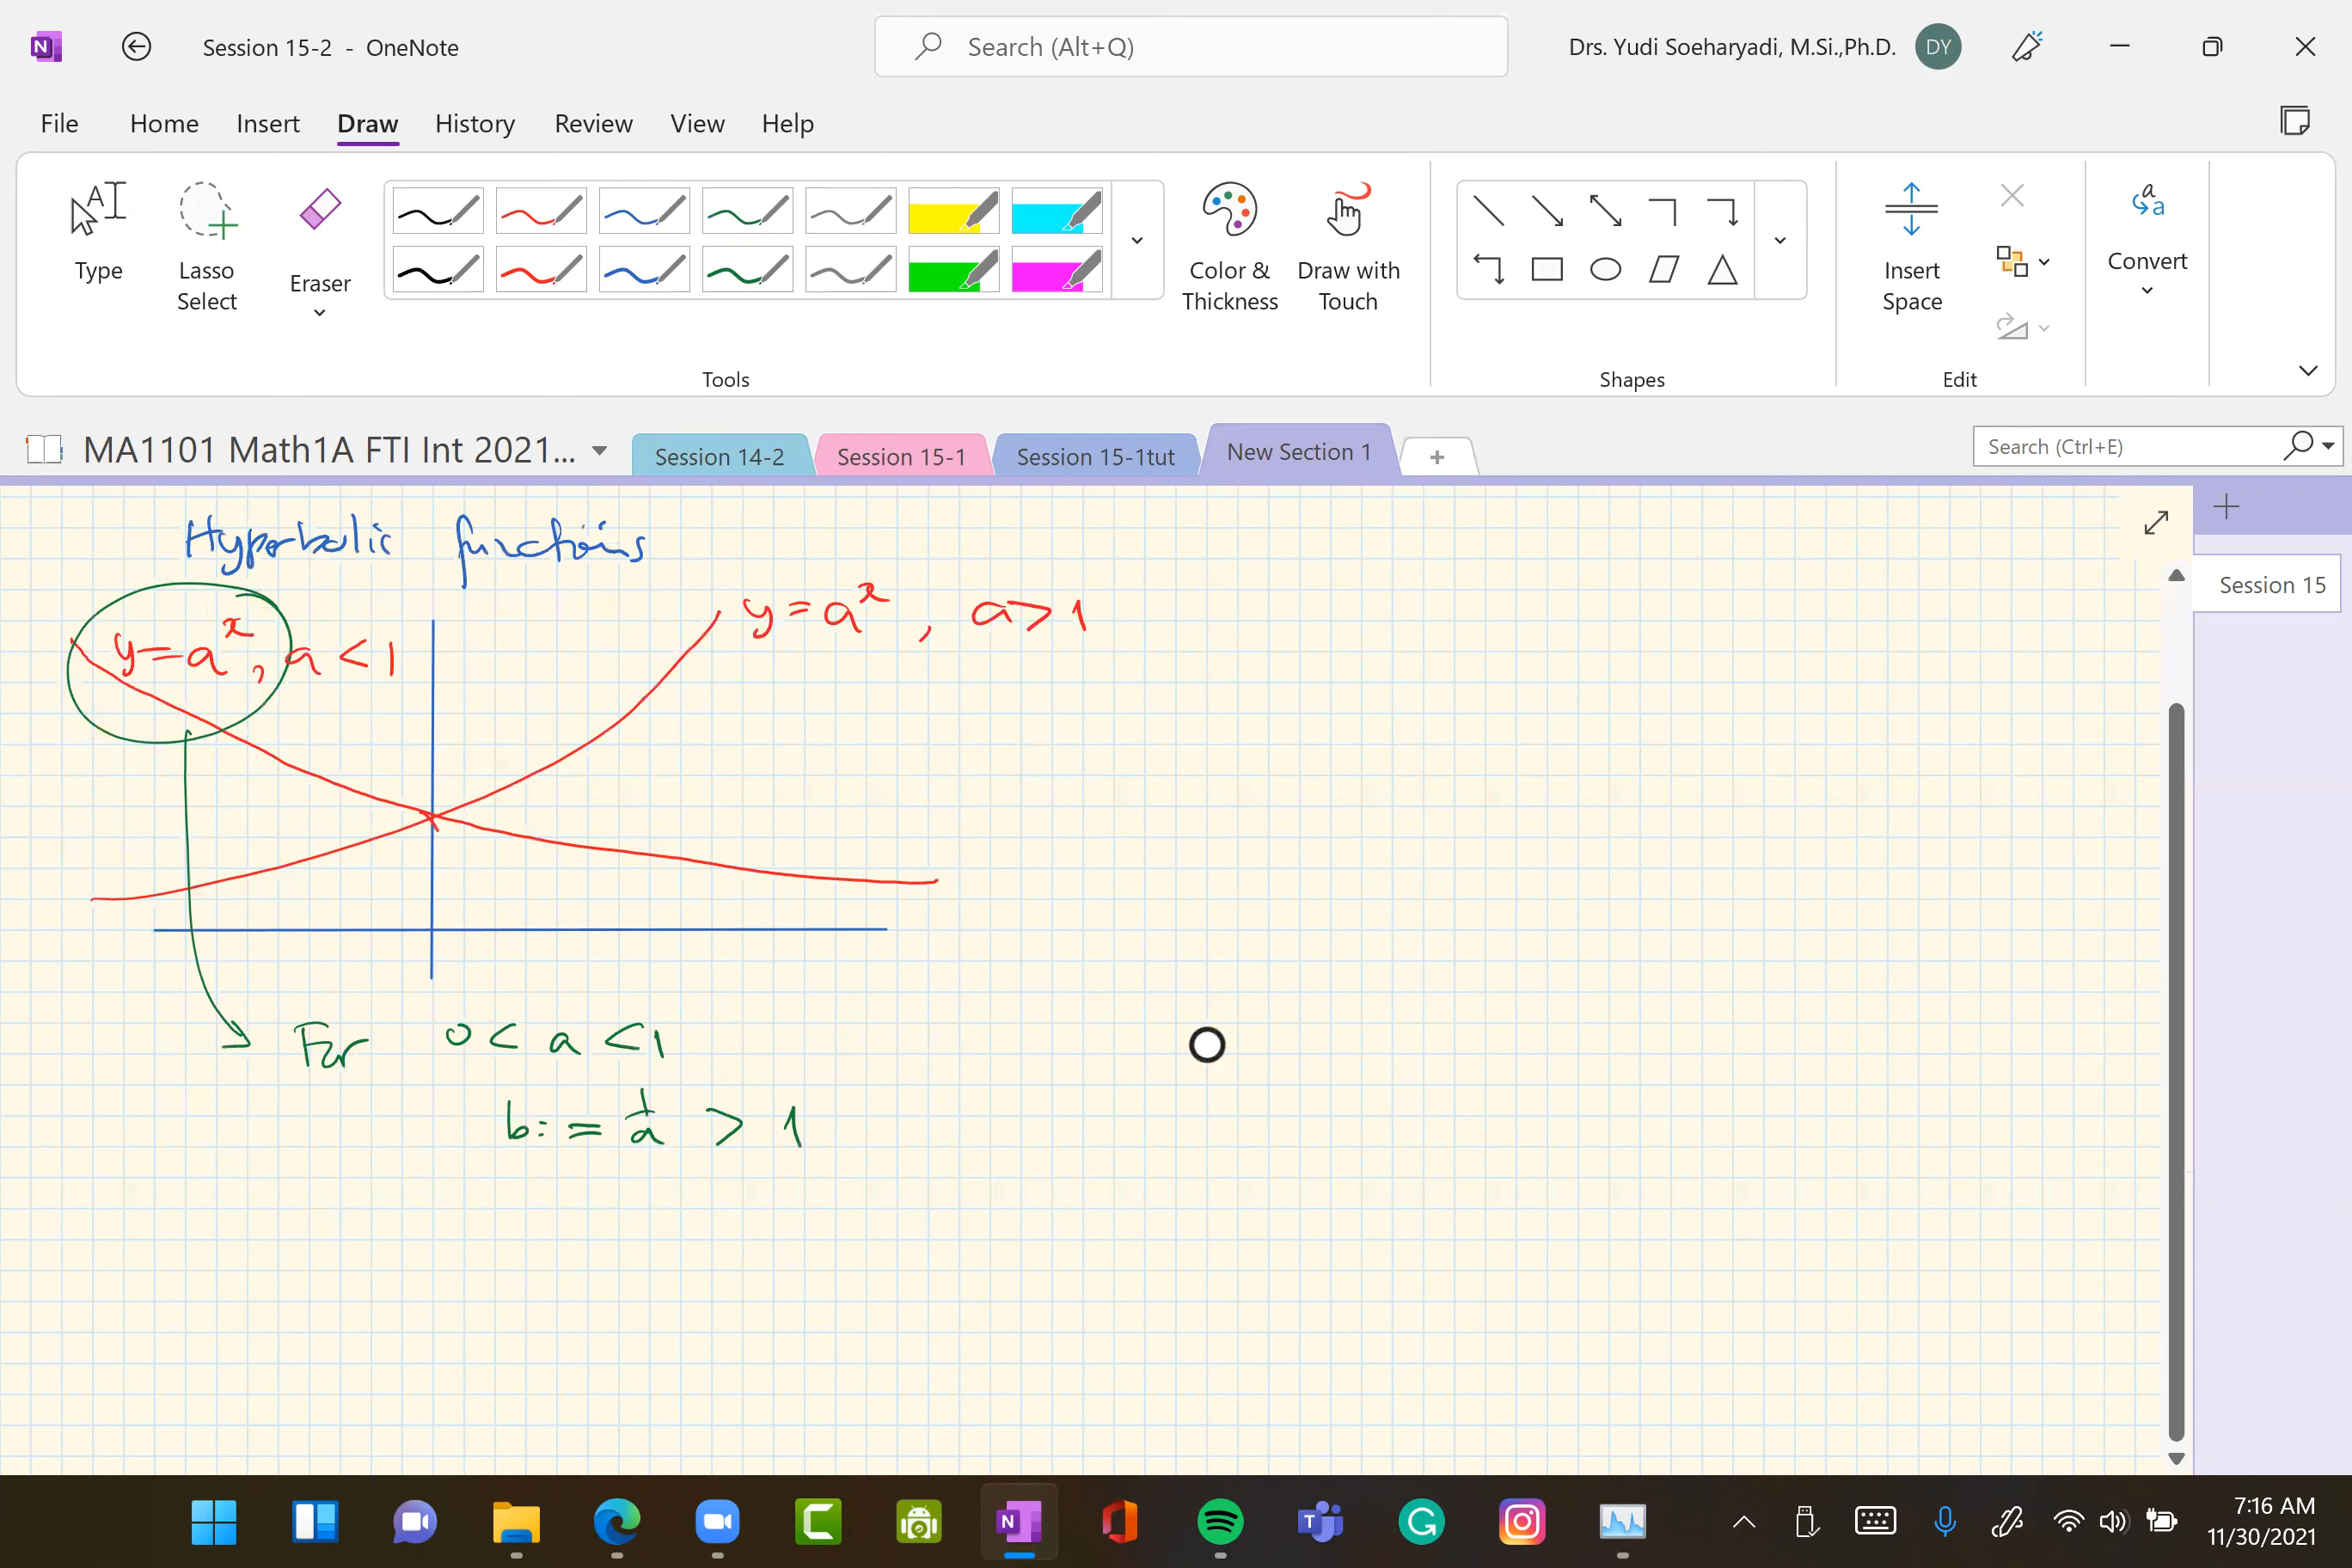 Session 15-2 - OneNote
Search (Alt+Q)
Drs. Yudi Soeharyadi, M.Si.,Ph.D.
DY
File Home Insert Draw History Review View Help
Type
Lasso Select
Eraser
Color & Thickness
Draw with Touch
Insert Space
Convert
Tools
Shapes
Edit
MA1101 Math1A FTI Int 2021...
Session 14-2
Session 15-1
Session 15-1tut
New Section 1
Search (Ctrl+E)
Session 15
Hyperbolic functions
y = a^x , a > 1
y = a^x , a < 1
For 0 < a < 1
b := 1/a > 1
7:16 AM
11/30/2021